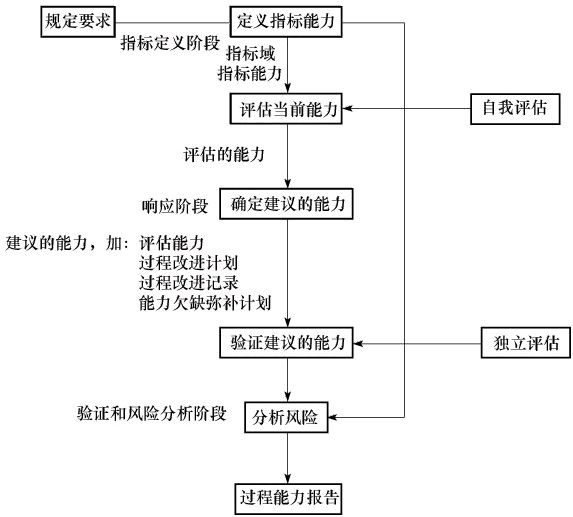 规定要求
定义指标能力
指标定义阶段
指标域
指标能力
评估当前能力
自我评估
评估的能力
响应阶段
确定建议的能力
建议的能力，加：评估能力
过程改进计划
过程改进记录
能力欠缺弥补计划
验证建议的能力
独立评估
验证和风险分析阶段
分析风险
过程能力报告